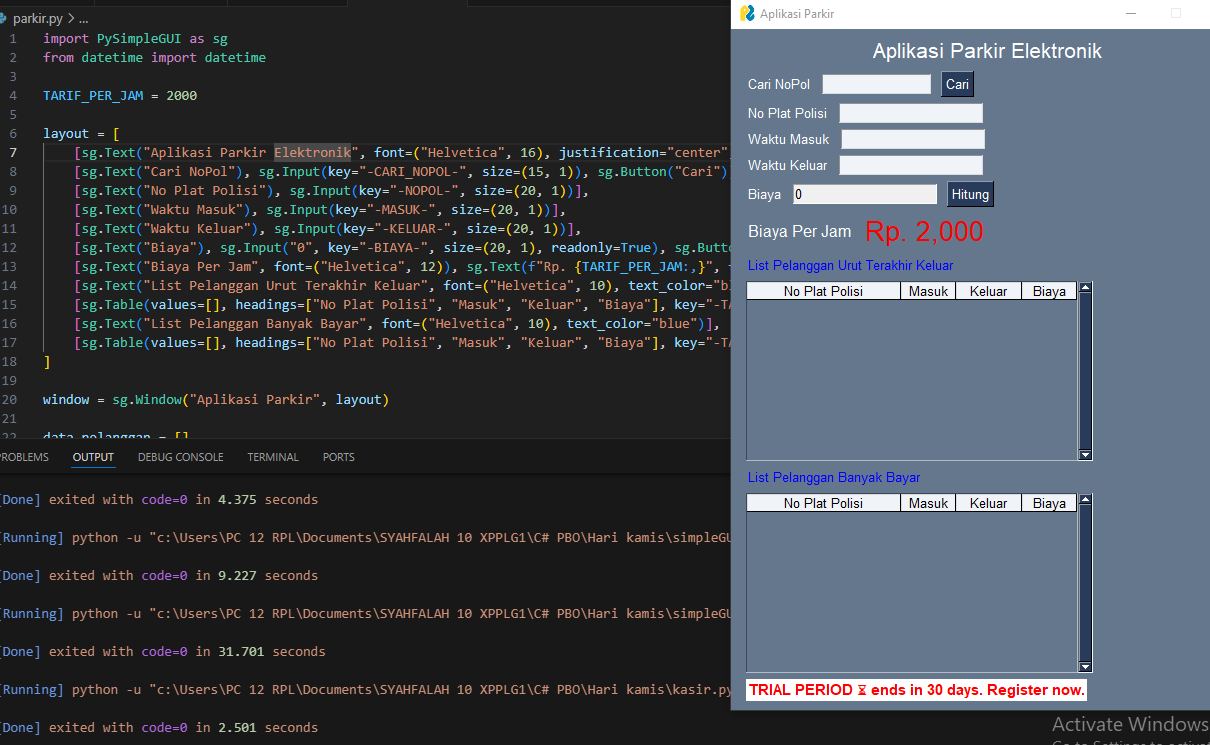 parkir.py > ...
1 import PySimpleGUI as sg
2 from datetime import datetime
3
4 TARIF_PER_JAM = 2000
5
6 layout = [
7 [sg.Text("Aplikasi Parkir Elektronik", font=("Helvetica", 16), justification="center"
8 [sg.Text("Cari NoPol"), sg.Input(key="-CARI_NOPOL-", size=(15, 1)), sg.Button("Cari")
9 [sg.Text("No Plat Polisi"), sg.Input(key="-NOPOL-", size=(20, 1))],
10 [sg.Text("Waktu Masuk"), sg.Input(key="-MASUK-", size=(20, 1))],
11 [sg.Text("Waktu Keluar"), sg.Input(key="-KELUAR-", size=(20, 1))],
12 [sg.Text("Biaya"), sg.Input("0", key="-BIAYA-", size=(20, 1), readonly=True), sg.Butt
13 [sg.Text("Biaya Per Jam", font=("Helvetica", 12)), sg.Text(f"Rp. {TARIF_PER_JAM:,}",
14 [sg.Text("List Pelanggan Urut Terakhir Keluar", font=("Helvetica", 10), text_color="bl
15 [sg.Table(values=[], headings=["No Plat Polisi", "Masuk", "Keluar", "Biaya"], key="-TA
16 [sg.Text("List Pelanggan Banyak Bayar", font=("Helvetica", 10), text_color="blue")],
17 [sg.Table(values=[], headings=["No Plat Polisi", "Masuk", "Keluar", "Biaya"], key="-TA
18 ]
19
20 window = sg.Window("Aplikasi Parkir", layout)
21
22 data_pelanggan = []
PROBLEMS OUTPUT DEBUG CONSOLE TERMINAL PORTS
[Done] exited with code=0 in 4.375 seconds
[Running] python -u "c:\Users\PC 12 RPL\Documents\SYAHFALAH 10 XPPLG1\C# PBO\Hari kamis\simpleGU
[Done] exited with code=0 in 9.227 seconds
[Running] python -u "c:\Users\PC 12 RPL\Documents\SYAHFALAH 10 XPPLG1\C# PBO\Hari kamis\simpleGU
[Done] exited with code=0 in 31.701 seconds
[Running] python -u "c:\Users\PC 12 RPL\Documents\SYAHFALAH 10 XPPLG1\C# PBO\Hari kamis\kasir.py
[Done] exited with code=0 in 2.501 seconds
Aplikasi Parkir
Aplikasi Parkir Elektronik
Cari NoPol Cari
No Plat Polisi
Waktu Masuk
Waktu Keluar
Biaya 0 Hitung
Biaya Per Jam Rp. 2,000
List Pelanggan Urut Terakhir Keluar
No Plat Polisi Masuk Keluar Biaya
List Pelanggan Banyak Bayar
No Plat Polisi Masuk Keluar Biaya
TRIAL PERIOD ⏳ ends in 30 days. Register now.
Activate Windows